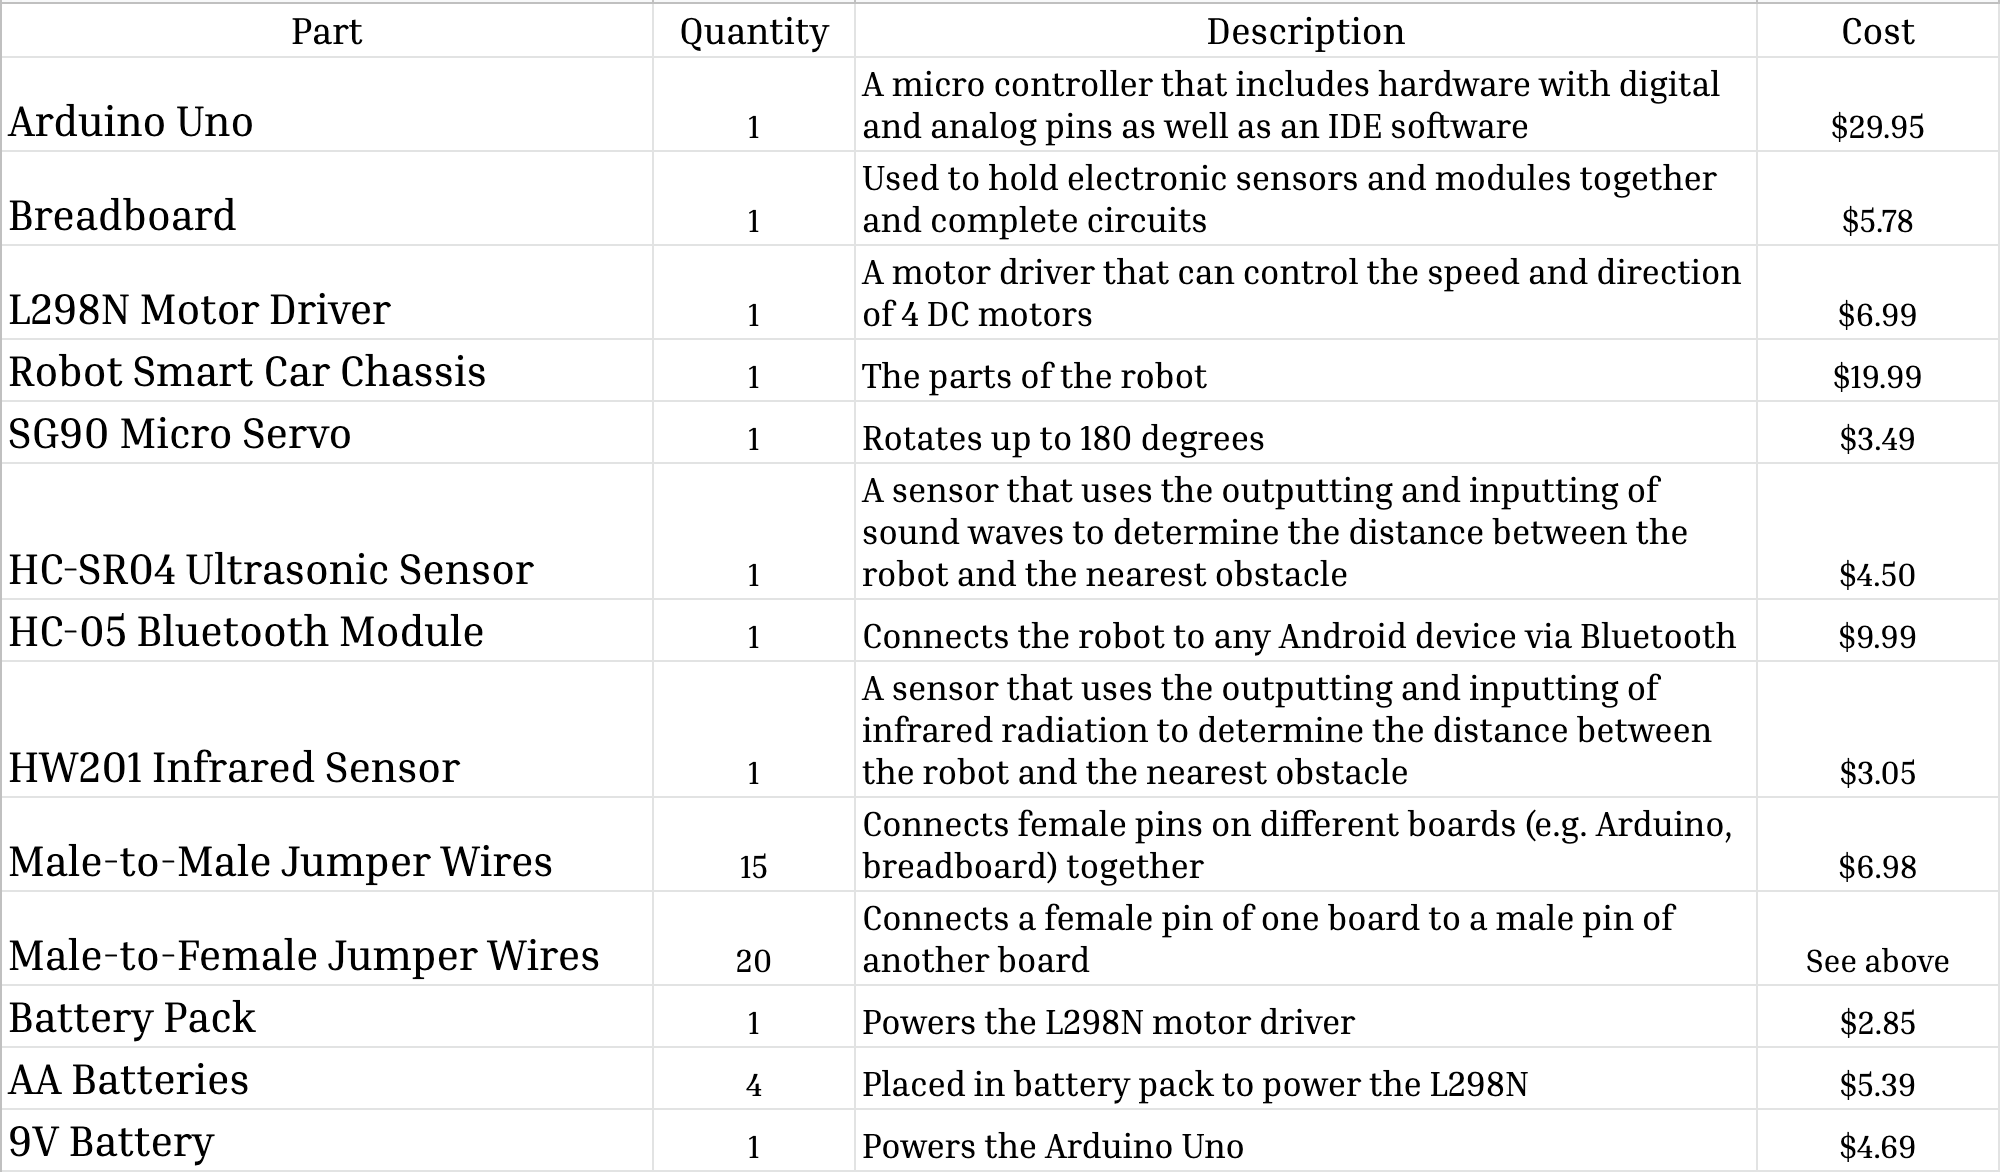 Part Quantity Description Cost
A micro controller that includes hardware with digital
Arduino Uno 1 and analog pins as well as an IDE software $29.95
Used to hold electronic sensors and modules together
Breadboard 1 and complete circuits $5.78
A motor driver that can control the speed and direction
L298N Motor Driver 1 of 4 DC motors $6.99
Robot Smart Car Chassis 1 The parts of the robot $19.99
SG90 Micro Servo 1 Rotates up to 180 degrees $3.49
A sensor that uses the outputting and inputting of
sound waves to determine the distance between the
HC-SR04 Ultrasonic Sensor 1 robot and the nearest obstacle $4.50
HC-05 Bluetooth Module 1 Connects the robot to any Android device via Bluetooth $9.99
A sensor that uses the outputting and inputting of
infrared radiation to determine the distance between
HW201 Infrared Sensor 1 the robot and the nearest obstacle $3.05
Connects female pins on different boards (e.g. Arduino,
Male-to-Male Jumper Wires 15 breadboard) together $6.98
Connects a female pin of one board to a male pin of
Male-to-Female Jumper Wires 20 another board See above
Battery Pack 1 Powers the L298N motor driver $2.85
AA Batteries 4 Placed in battery pack to power the L298N $5.39
9V Battery 1 Powers the Arduino Uno $4.69